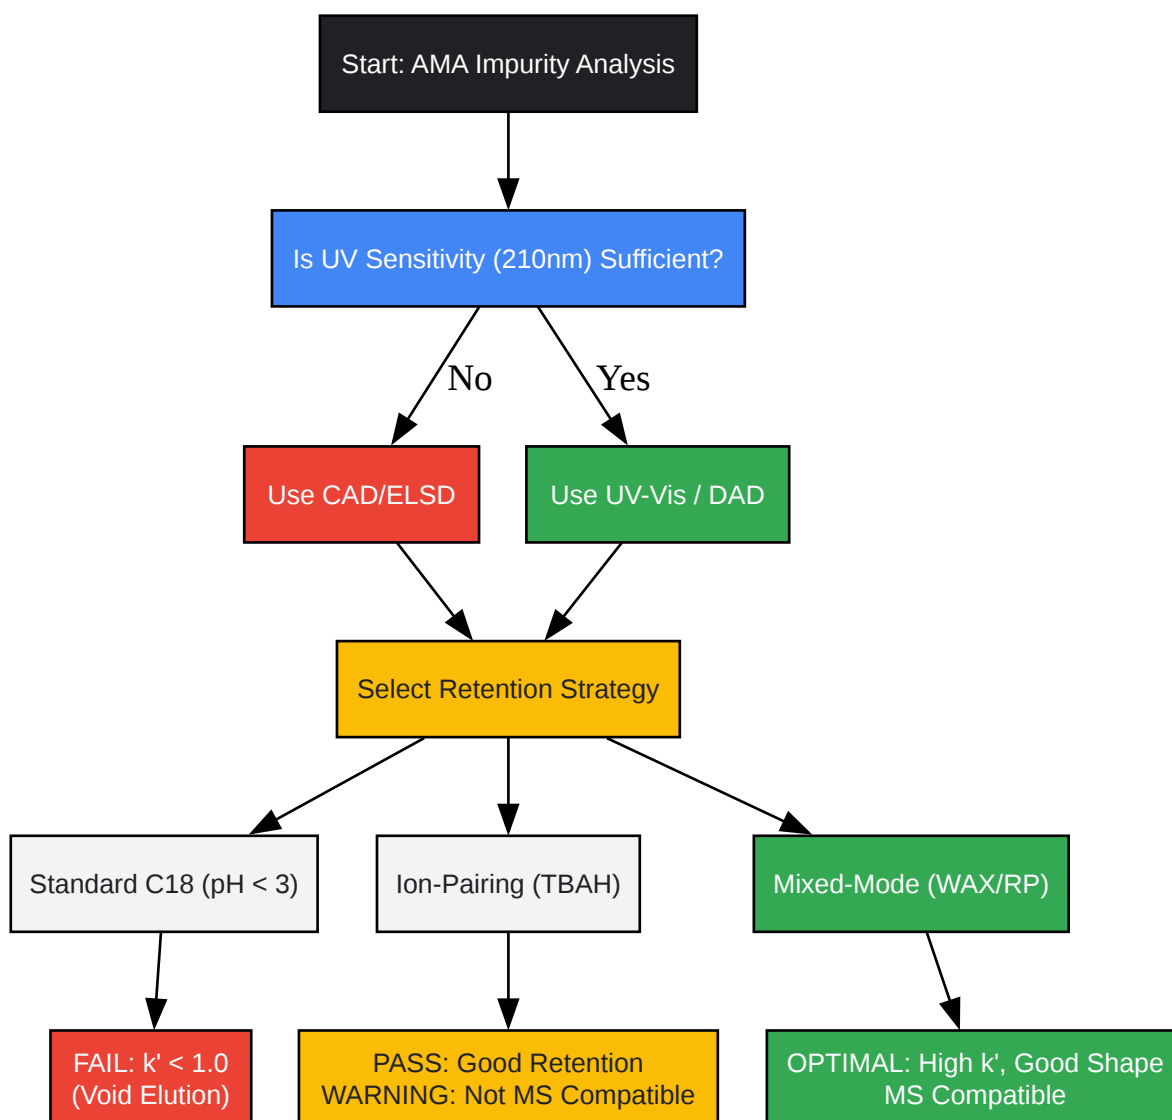 Start: AMA Impurity Analysis
Is UV Sensitivity (210nm) Sufficient?
No
Yes
Use CAD/ELSD
Use UV-Vis / DAD
Select Retention Strategy
Standard C18 (pH < 3)
Ion-Pairing (TBAH)
Mixed-Mode (WAX/RP)
FAIL: k' < 1.0
(Void Elution)
PASS: Good Retention
WARNING: Not MS Compatible
OPTIMAL: High k', Good Shape
MS Compatible